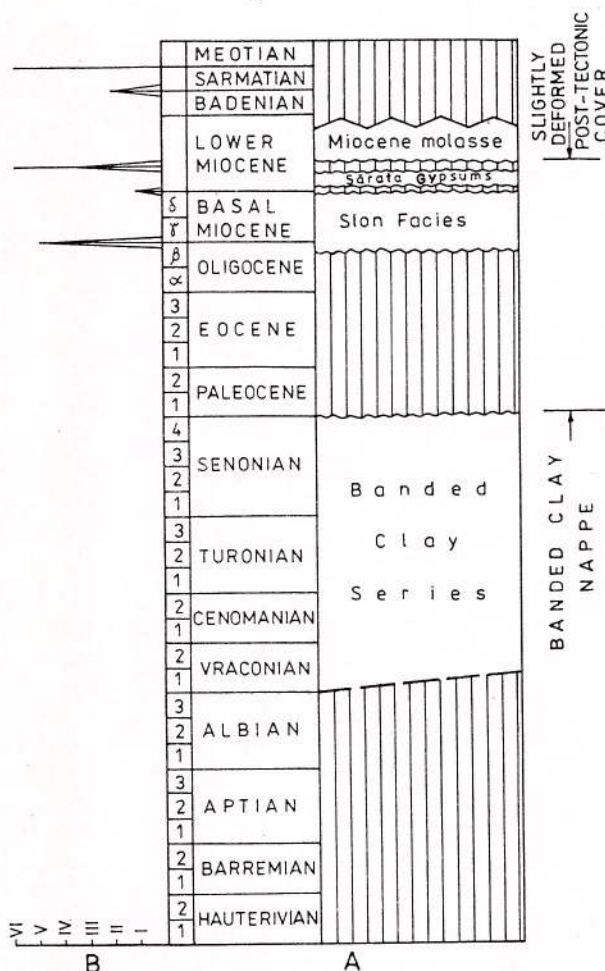 MEOTIAN
SARMATIAN
BADENIAN
LOWER
MIOCENE
Miocene molasse
Sărata Gypsums
δ
γ
BASAL
MIOCENE
Slon Facies
β
α
OLIGOCENE
3
2
1
EOCENE
2
1
PALEOCENE
4
3
2
1
SENONIAN
Banded
Clay
Series
3
2
1
TURONIAN
2
1
CENOMANIAN
2
1
VRACONIAN
3
2
1
ALBIAN
3
2
1
APTIAN
2
1
BARREMIAN
2
1
HAUTERIVIAN
SLIGHTLY
DEFORMED
POST-TECTONIC
COVER
BANDED CLAY
NAPPE
VI V IV III II I
B A